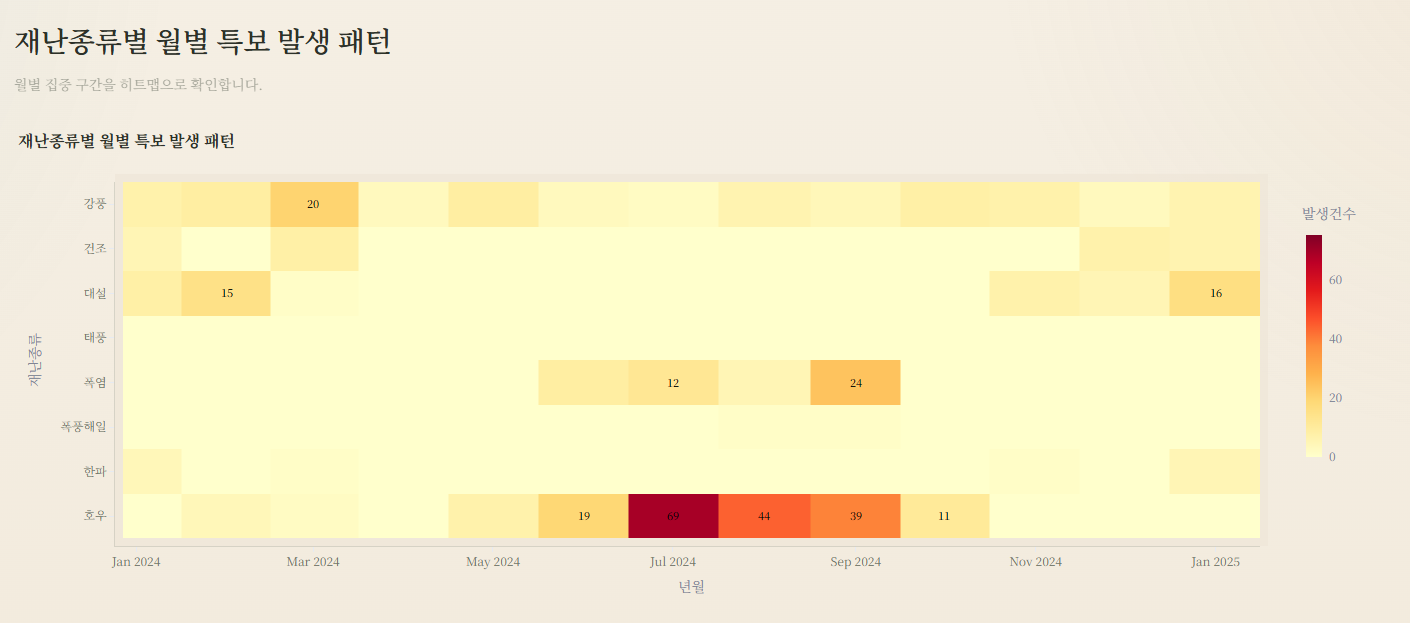 재난종류별 월별 특보 발생 패턴
월별 집중 구간을 히트맵으로 확인합니다.
재난종류별 월별 특보 발생 패턴
발생건수
60
40
20
0
재난종류
강풍
20
건조
대설
15
16
태풍
폭염
12
24
폭풍해일
한파
호우
19
69
44
39
11
Jan 2024
Mar 2024
May 2024
Jul 2024
Sep 2024
Nov 2024
Jan 2025
년월